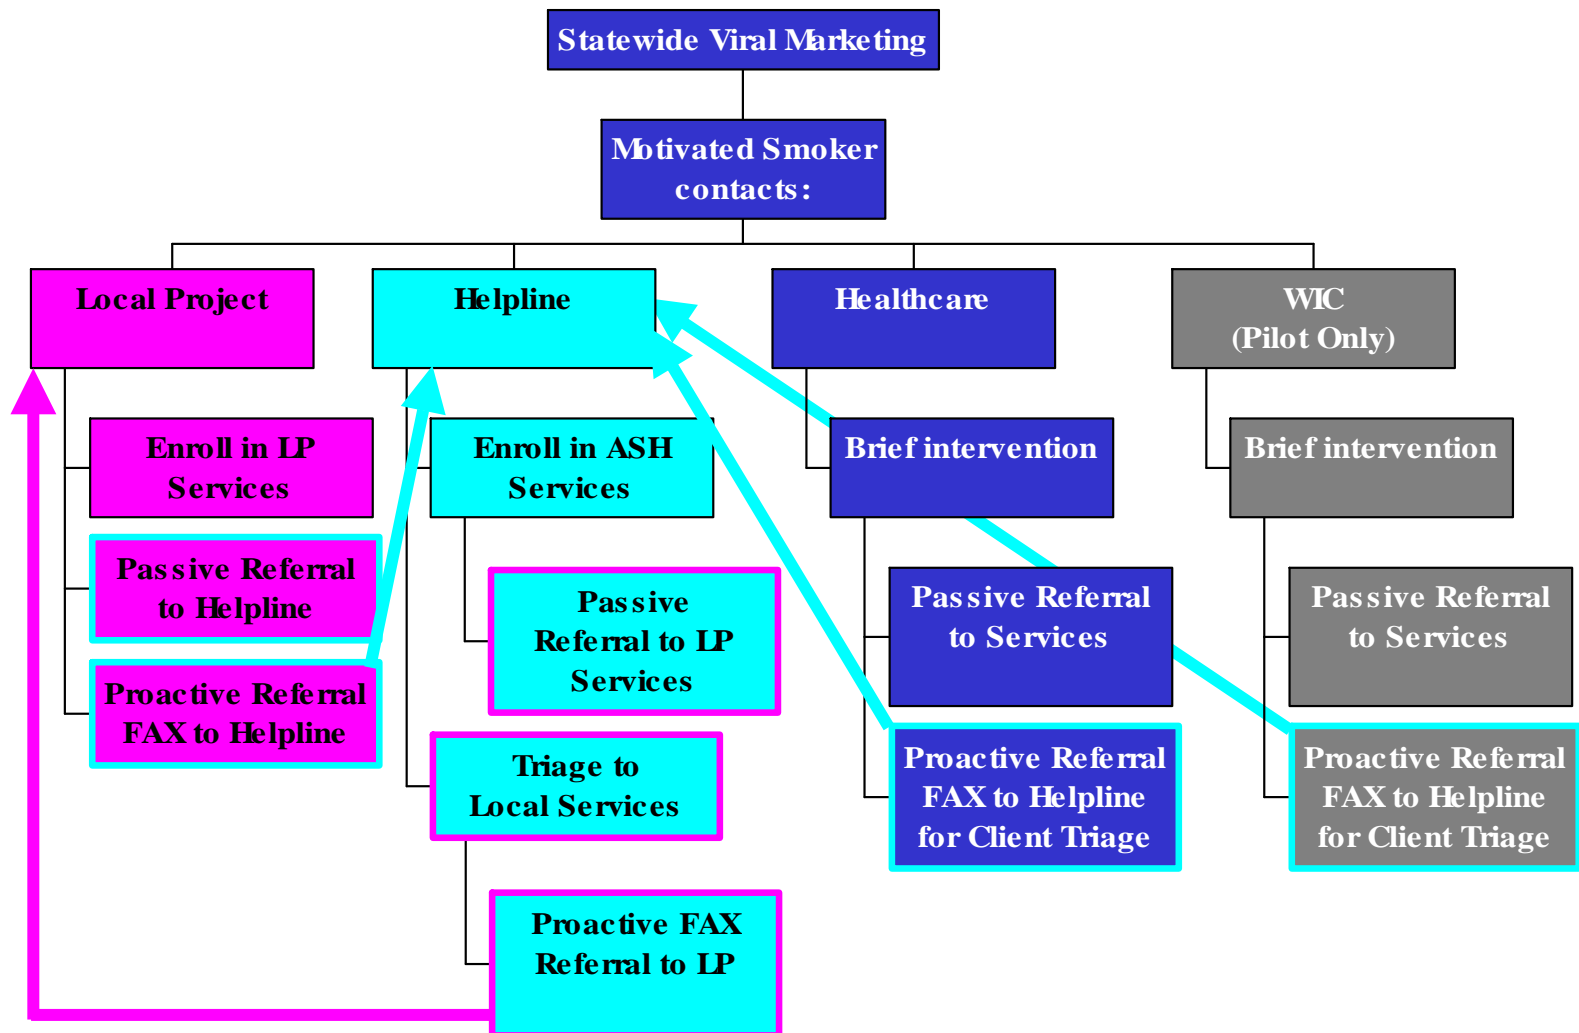 Statewide Viral Marketing
Motivated Smoker
contacts:
Local Project
Helpline
Healthcare
WIC
(Pilot Only)
Enroll in LP
Services
Enroll in ASH
Services
Brief intervention
Brief intervention
Passive Referral
to Helpline
Passive
Referral to LP
Services
Passive Referral
to Services
Passive Referral
to Services
Proactive Referral
FAX to Helpline
Triage to
Local Services
Proactive Referral
FAX to Helpline
for Client Triage
Proactive Referral
FAX to Helpline
for Client Triage
Proactive FAX
Referral to LP